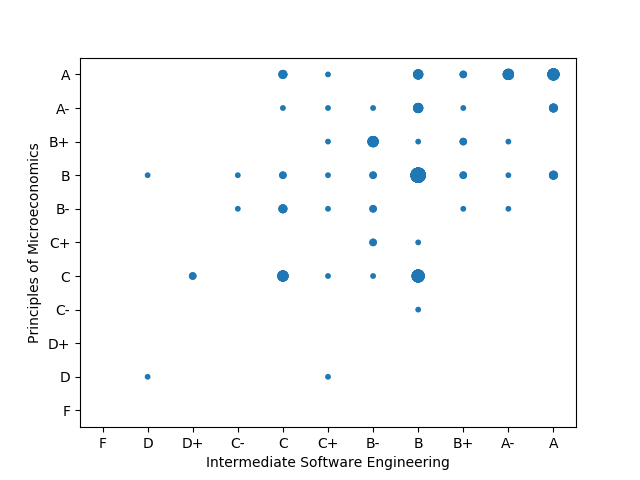 A
A-
B+
B
B-
C+
C
C-
D+
D
F
Principles of Microeconomics
F D D+ C- C C+ B- B B+ A- A
Intermediate Software Engineering